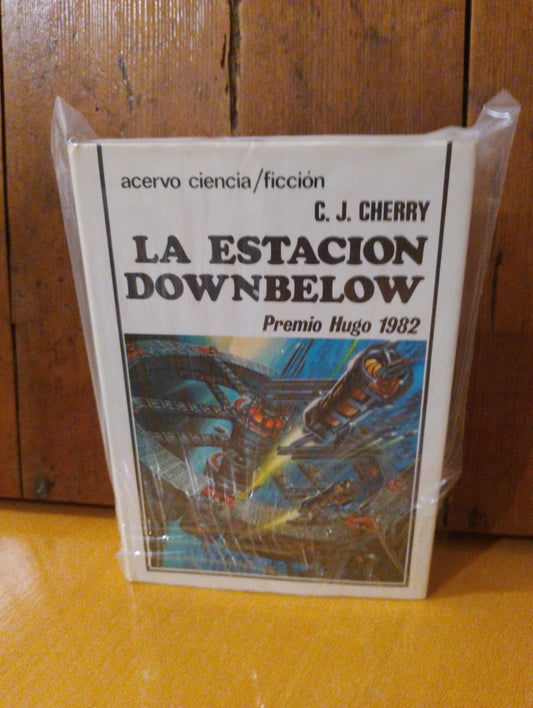 acervo ciencia/ficción
C. J. CHERRY
LA ESTACION
DOWNBELOW
Premio Hugo 1982